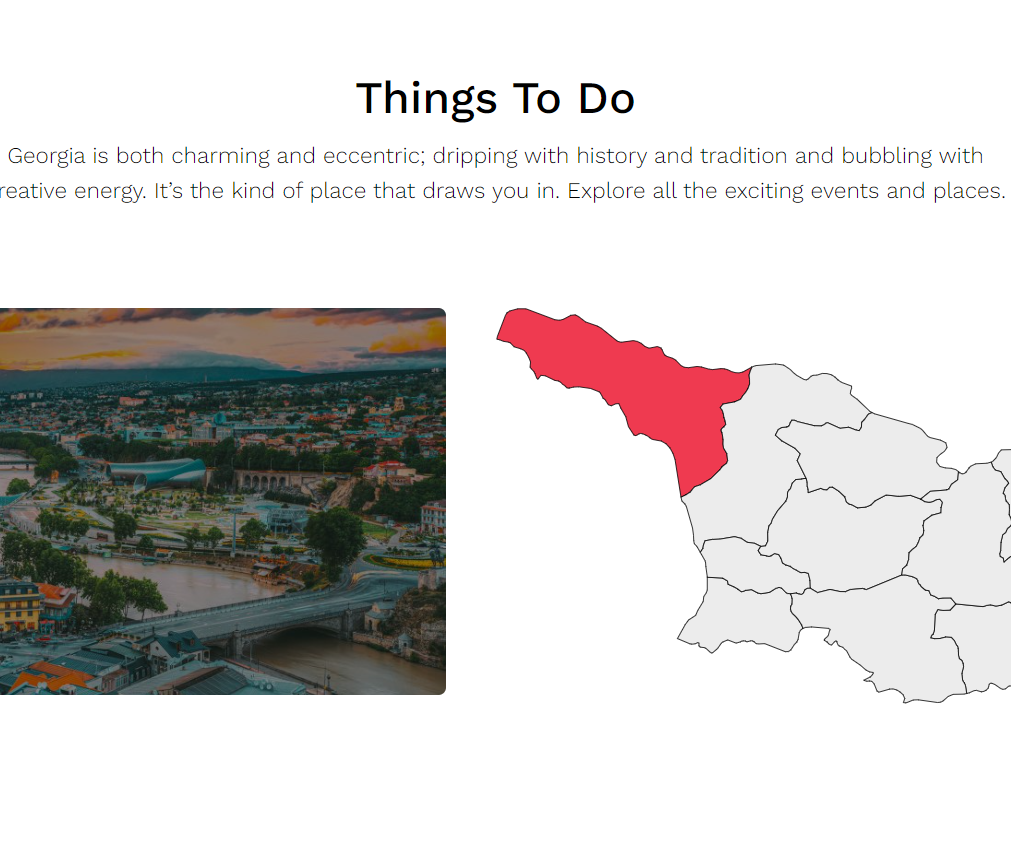 Things To Do
Georgia is both charming and eccentric; dripping with history and tradition and bubbling with
reative energy. It’s the kind of place that draws you in. Explore all the exciting events and places.